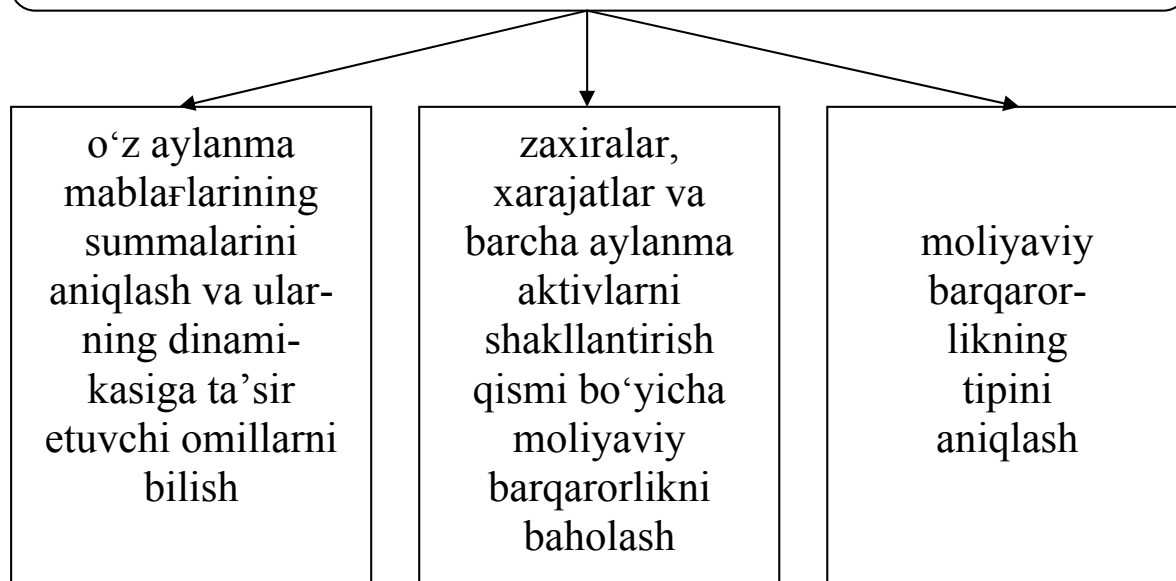 o‘z aylanma
mablaғlarining
summalarini
aniqlash va ular-
ning dinami-
kasiga ta’sir
etuvchi omillarni
bilish
zaxiralar,
xarajatlar va
barcha aylanma
aktivlarni
shakllantirish
qismi bo‘yicha
moliyaviy
barqarorlikni
baholash
moliyaviy
barqaror-
likning
tipini
aniqlash